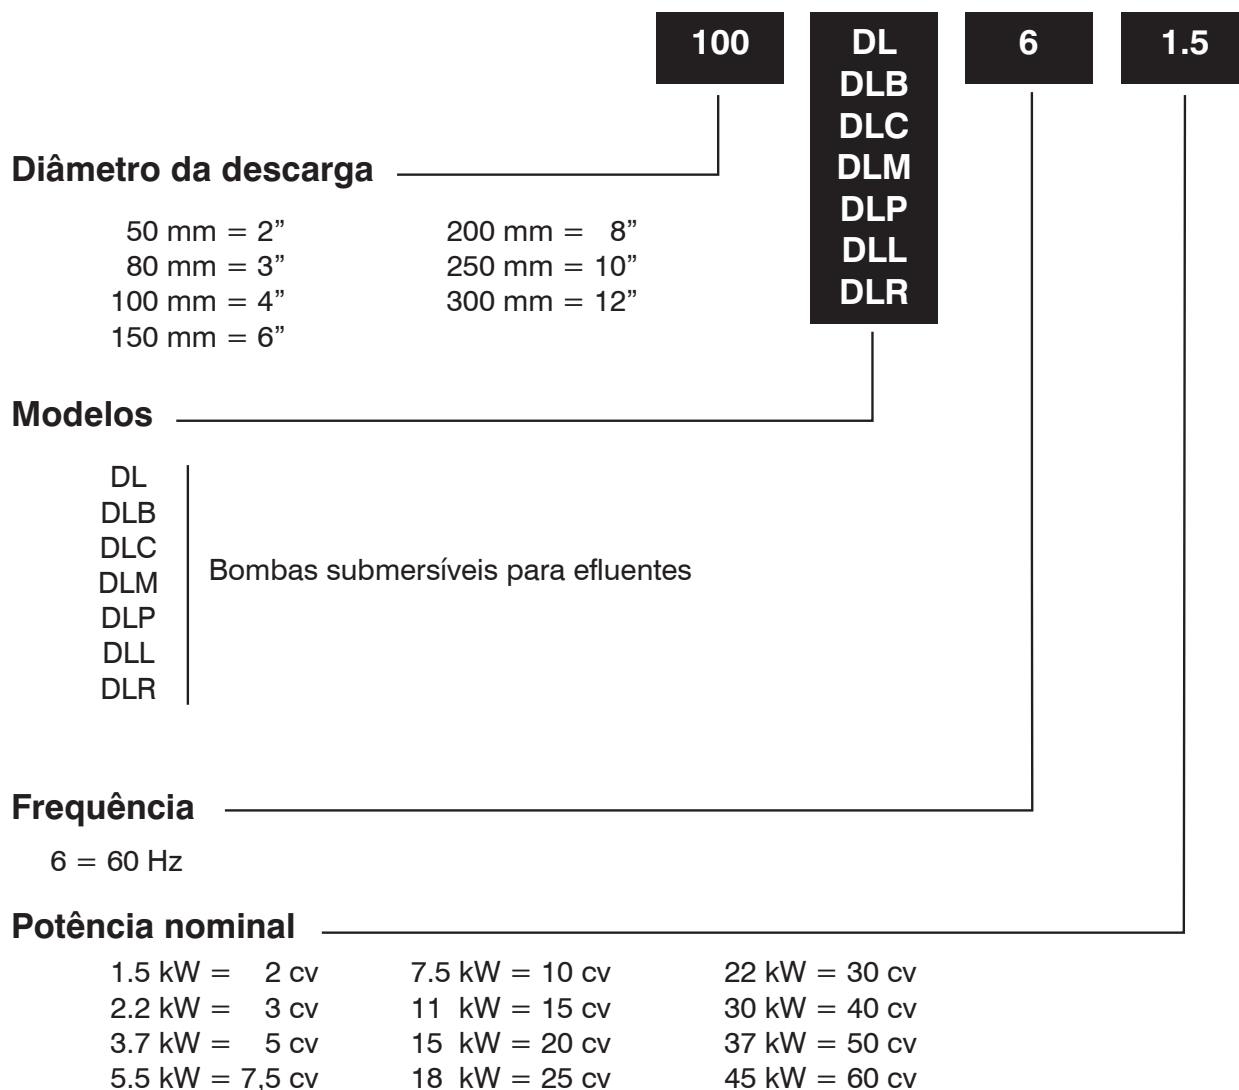 100 DL 6 1.5
DLB
DLC
DLM
DLP
DLL
DLR
Diâmetro da descarga
50 mm = 2” 200 mm = 8”
80 mm = 3” 250 mm = 10”
100 mm = 4” 300 mm = 12”
150 mm = 6”
Modelos
DL
DLB
DLC
DLM
DLP
DLL
DLR
Bombas submersíveis para efluentes
Frequência
6 = 60 Hz
Potência nominal
1.5 kW = 2 cv 7.5 kW = 10 cv 22 kW = 30 cv
2.2 kW = 3 cv 11 kW = 15 cv 30 kW = 40 cv
3.7 kW = 5 cv 15 kW = 20 cv 37 kW = 50 cv
5.5 kW = 7,5 cv 18 kW = 25 cv 45 kW = 60 cv